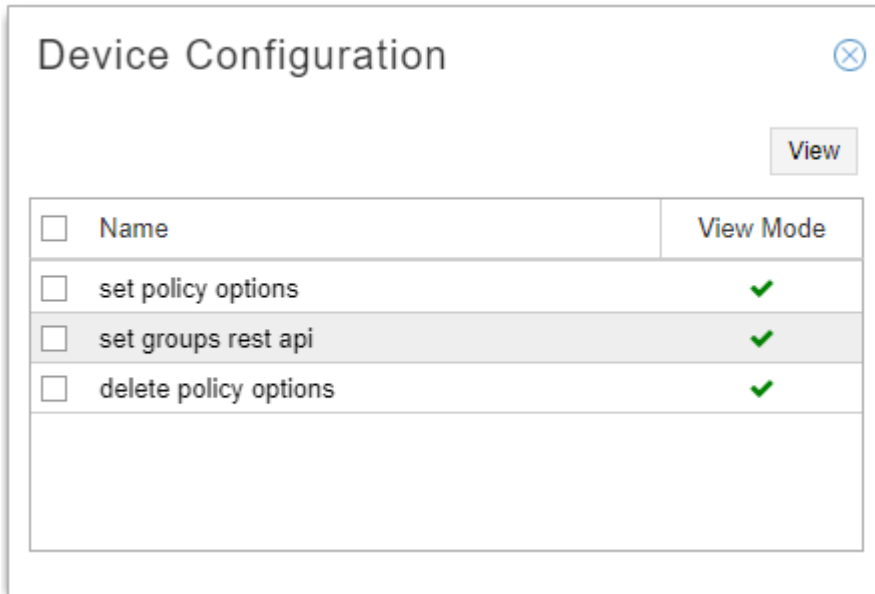 Device Configuration
View
Name View Mode
set policy options
set groups rest api
delete policy options